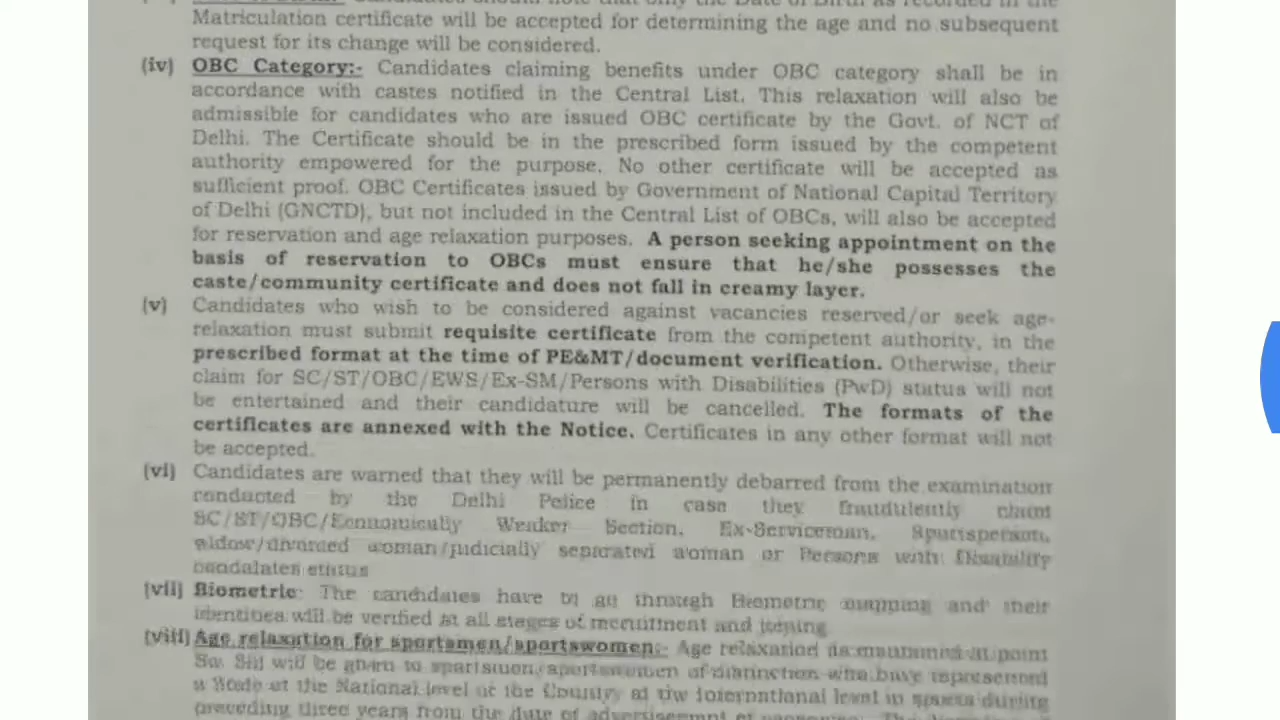 Matriculation certificate will be accepted for determining the age and no subsequent
request for its change will be considered.
(iv) OBC Category:- Candidates claiming benefits under OBC category shall be in
accordance with castes notified in the Central List. This relaxation will also be
admissible for candidates who are issued OBC certificate by the Govt. of NCT of
Delhi. The Certificate should be in the prescribed form issued by the competent
authority empowered for the purpose. No other certificate will be accepted as
sufficient proof. OBC Certificates issued by Government of National Capital Territory
of Delhi (GNCTD), but not included in the Central List of OBCs, will also be accepted
for reservation and age relaxation purposes. A person seeking appointment on the
basis of reservation to OBCs must ensure that he/she possesses the
caste/community certificate and does not fall in creamy layer.
(v) Candidates who wish to be considered against vacancies reserved/or seek age-
relaxation must submit requisite certificate from the competent authority, in the
prescribed format at the time of PE&MT/document verification. Otherwise, their
claim for SC/ST/OBC/EWS/Ex-SM/Persons with Disabilities (PwD) status will not
be entertained and their candidature will be cancelled. The formats of the
certificates are annexed with the Notice. Certificates in any other format will not
be accepted.
(vi) Candidates are warned that they will be permanently debarred from the examination
conducted by the Delhi Police in case they fraudulently claim
SC/ST/OBC/Economically Weaker Section, Ex-Serviceman, Sportsperson,
widow/divorced woman/judicially separated woman or Persons with Disability
candidates status
(vii) Biometric: The candidates have to go through Biometric mapping and their
identities will be verified at all stages of recruitment and joining
(viii) Age relaxation for sportsmen/sportswomen:- Age relaxation as mentioned at point
will be given to sportsmen/sportswomen of distinction who have represented
a State at the National level or the Country at the International level in sports during
preceding three years from the date of advertisement of